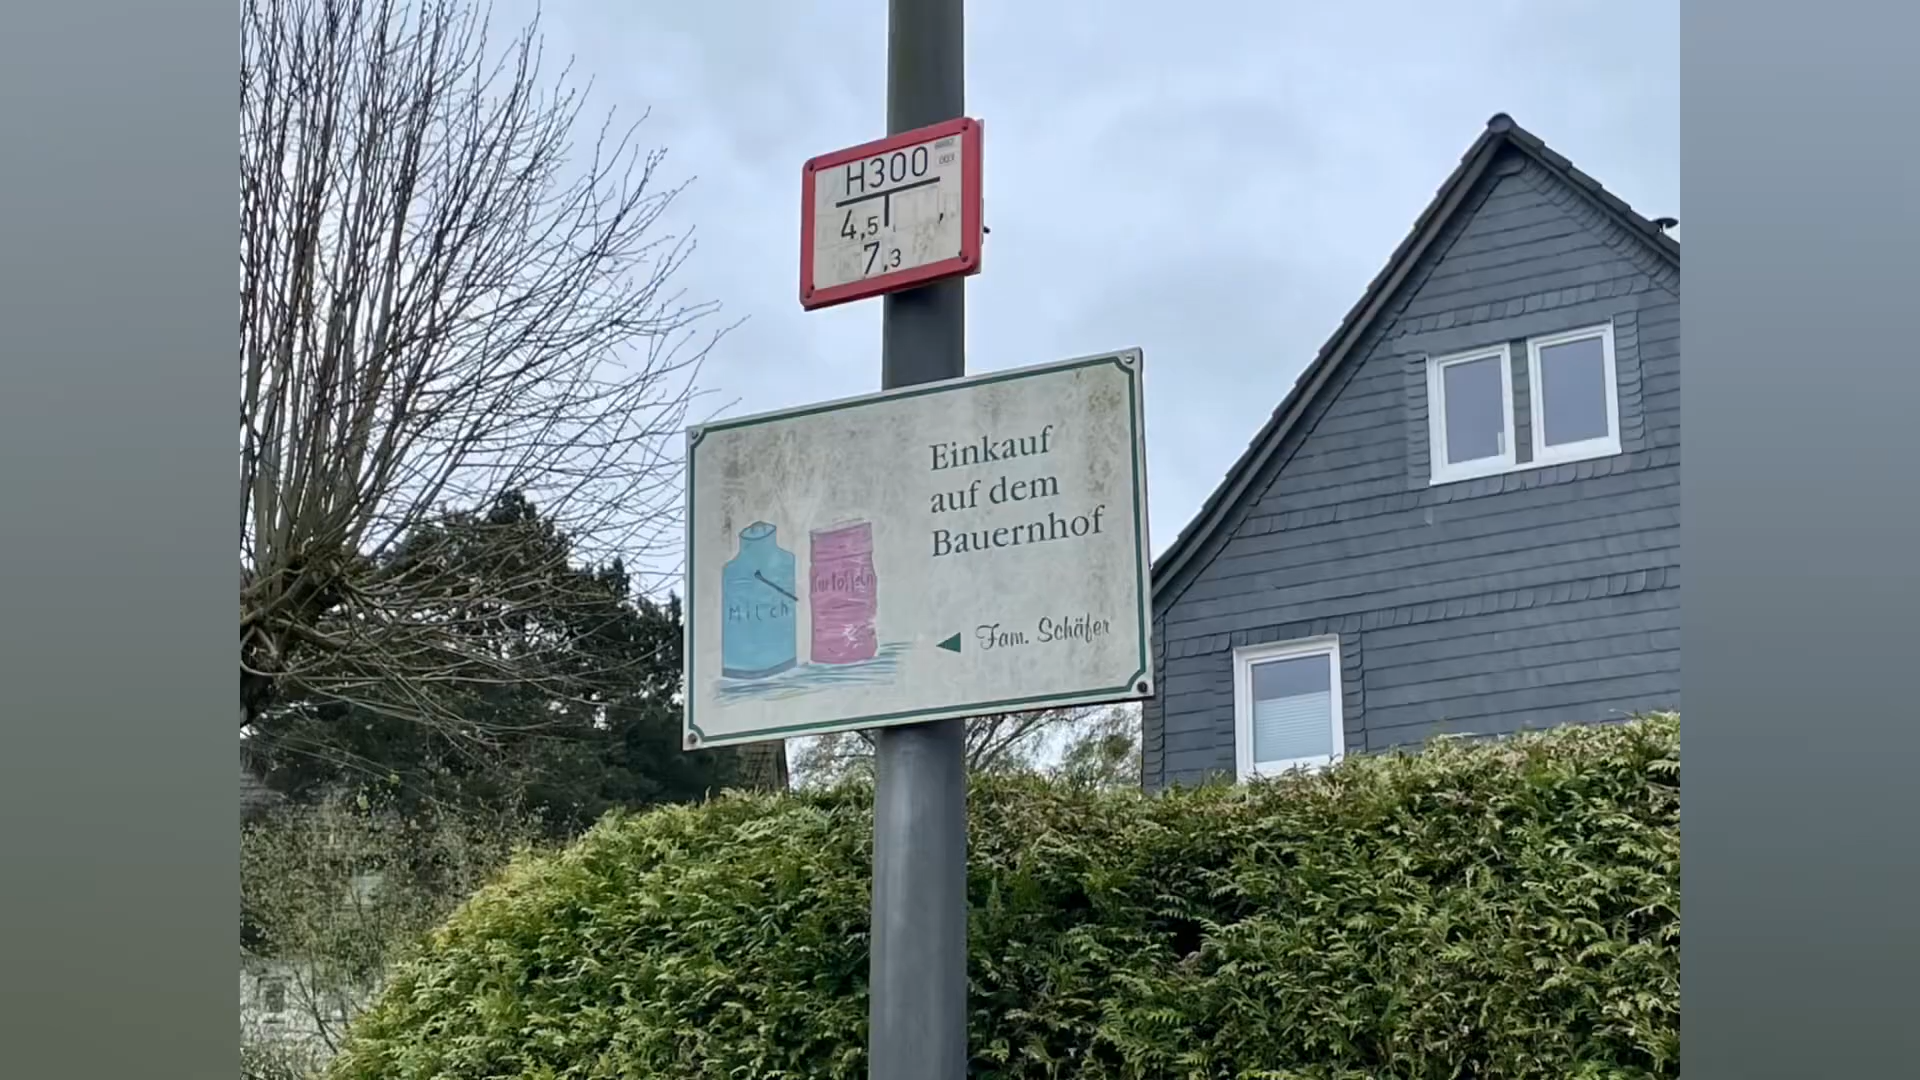 H300
4,5
7,3
Einkauf
auf dem
Bauernhof
Milch
Kartoffeln
Fam. Schäfer